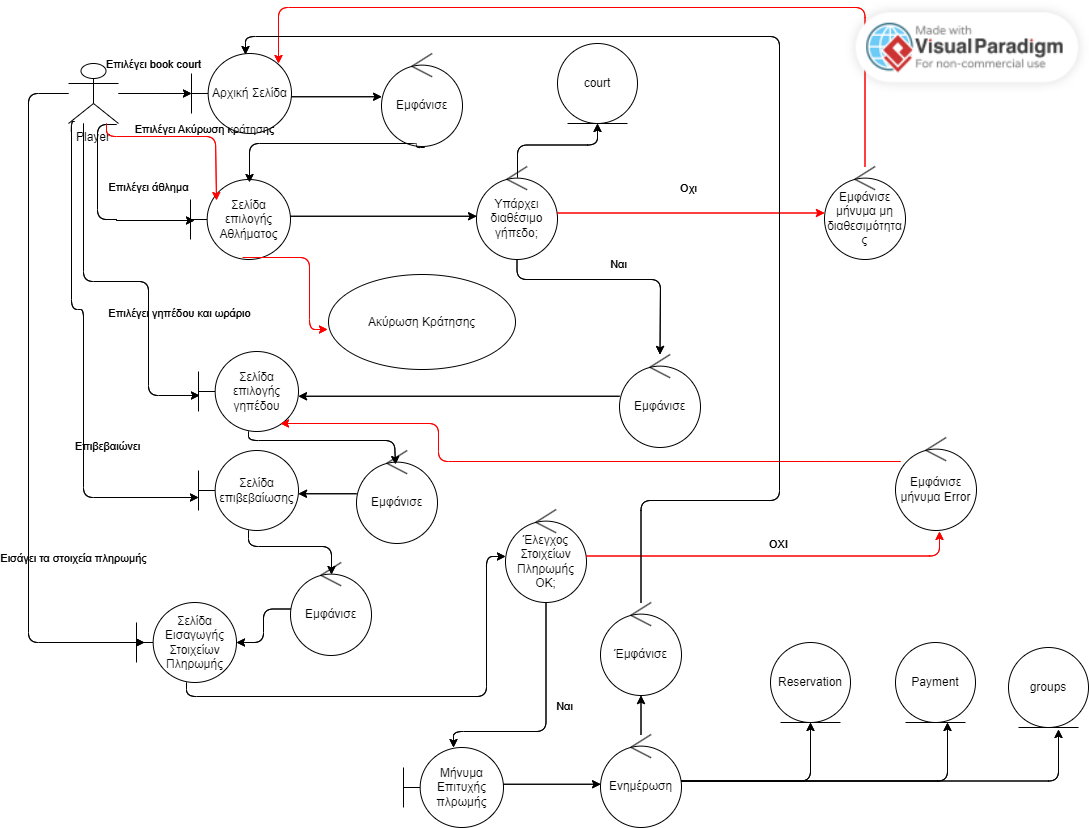 Made with
Visual Paradigm
For non-commercial use
Επιλέγει book court
Αρχική Σελίδα
Εμφάνισε
court
Player
Επιλέγει Ακύρωση κράτησης
Επιλέγει άθλημα
Σελίδα
επιλογής
Αθλήματος
Υπάρχει
διαθέσιμο
γήπεδο;
Οχι
Εμφάνισε
μήνυμα μη
διαθεσιμότητα
ς
Ναι
Επιλέγει γηπέδου και ωράριο
Ακύρωση Κράτησης
Σελίδα
επιλογής
γηπέδου
Εμφάνισε
Επιβεβαιώνει
Σελίδα
επιβεβαίωσης
Εμφάνισε
Εμφάνισε
μήνυμα Error
Εισάγει τα στοιχεία πληρωμής
Έλεγχος
Στοιχείων
Πληρωμής
ΟΚ;
ΟΧΙ
Εμφάνισε
Σελίδα
Εισαγωγής
Στοιχείων
Πληρωμής
Έμφάνισε
Reservation
Payment
groups
Ναι
Μήνυμα
Επιτυχής
πλρωμής
Ενημέρωση